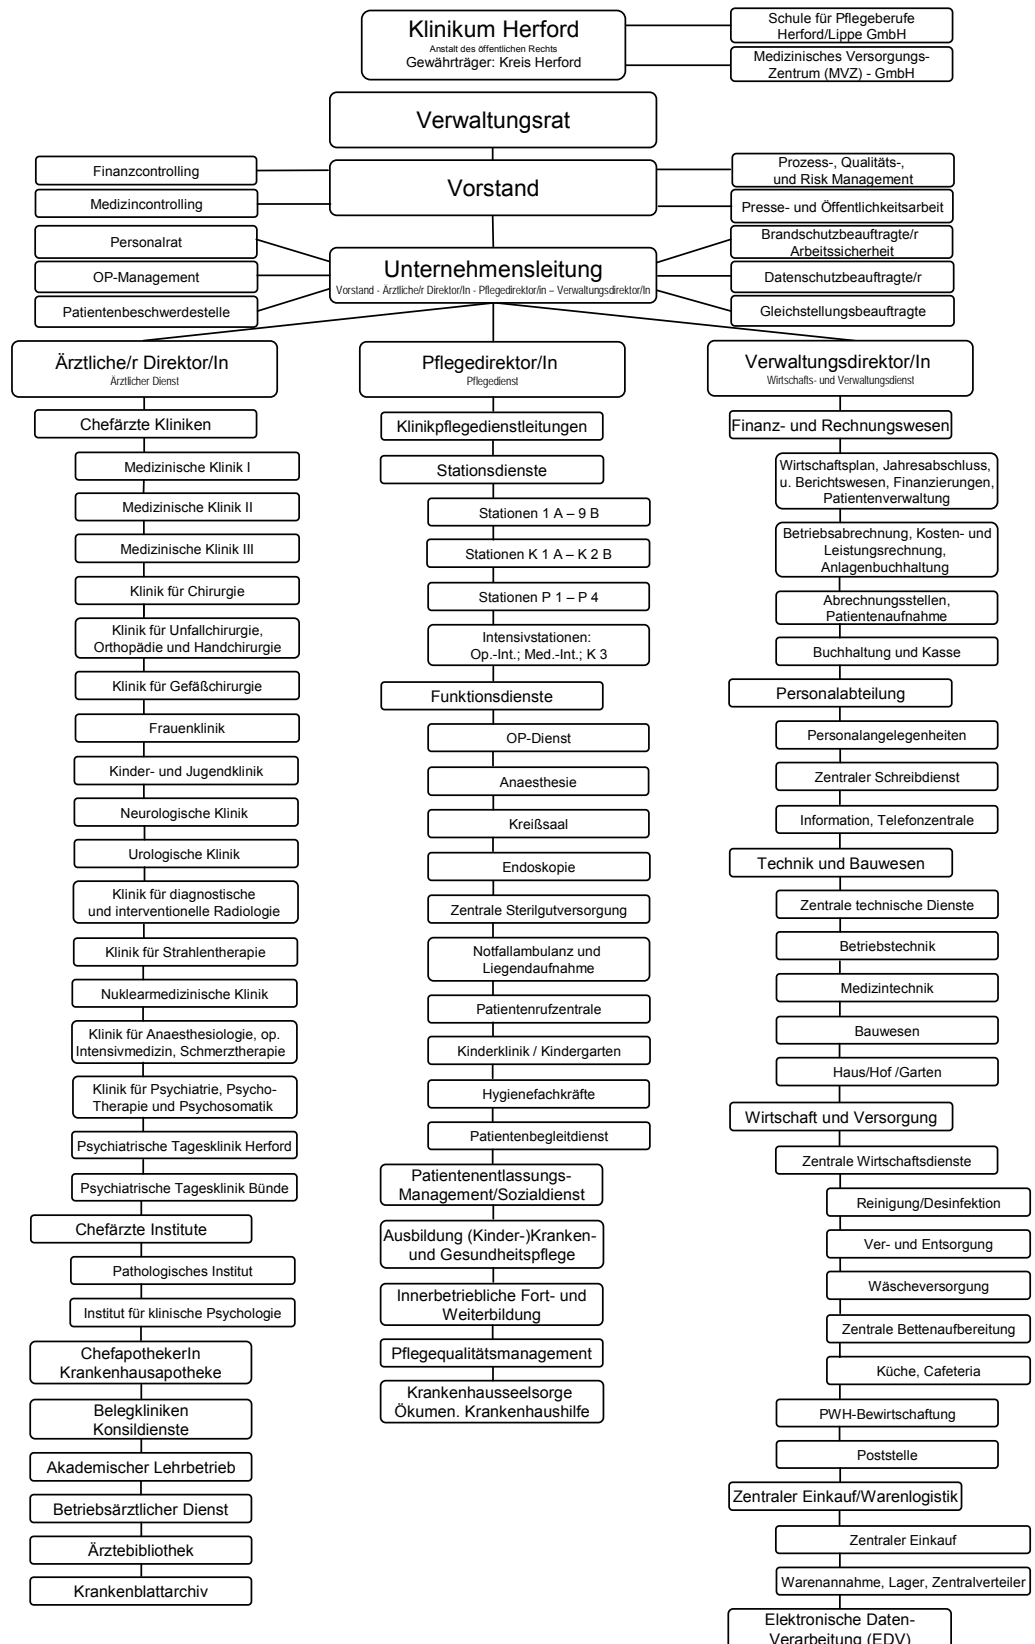 Klinikum Herford
Anstalt des öffentlichen Rechts
Gewährträger: Kreis Herford
Schule für Pflegeberufe
Herford/Lippe GmbH
Medizinisches Versorgungs-
Zentrum (MVZ) - GmbH
Verwaltungsrat
Vorstand
Finanzcontrolling
Medizincontrolling
Prozess-, Qualitäts-,
und Risk Management
Presse- und Öffentlichkeitsarbeit
Personalrat
OP-Management
Patientenbeschwerdestelle
Unternehmensleitung
Vorstand - Ärztliche/r Direktor/In - Pflegedirektor/in – Verwaltungsdirektor/In
Brandschutzbeauftragte/r
Arbeitssicherheit
Datenschutzbeauftragte/r
Gleichstellungsbeauftragte
Ärztliche/r Direktor/In
Ärztlicher Dienst
Chefärzte Kliniken
Medizinische Klinik I
Medizinische Klinik II
Medizinische Klinik III
Klinik für Chirurgie
Klinik für Unfallchirurgie,
Orthopädie und Handchirurgie
Klinik für Gefäßchirurgie
Frauenklinik
Kinder- und Jugendklinik
Neurologische Klinik
Urologische Klinik
Klinik für diagnostische
und interventionelle Radiologie
Klinik für Strahlentherapie
Nuklearmedizinische Klinik
Klinik für Anaesthesiologie, op.
Intensivmedizin, Schmerztherapie
Klinik für Psychiatrie, Psycho-
Therapie und Psychosomatik
Psychiatrische Tagesklinik Herford
Psychiatrische Tagesklinik Bünde
Chefärzte Institute
Pathologisches Institut
Institut für klinische Psychologie
ChefapothekerIn
Krankenhausapotheke
Belegkliniken
Konsildienste
Akademischer Lehrbetrieb
Betriebsärztlicher Dienst
Ärztebibliothek
Krankenblattarchiv
Pflegedirektor/In
Pflegedienst
Klinikpflegedienstleitungen
Stationsdienste
Stationen 1 A – 9 B
Stationen K 1 A – K 2 B
Stationen P 1 – P 4
Intensivstationen:
Op.-Int.; Med.-Int.; K 3
Funktionsdienste
OP-Dienst
Anaesthesie
Kreißsaal
Endoskopie
Zentrale Sterilgutversorgung
Notfallambulanz und
Liegendaufnahme
Patientenrufzentrale
Kinderklinik / Kindergarten
Hygienefachkräfte
Patientenbegleitdienst
Patientenentlassungs-
Management/Sozialdienst
Ausbildung (Kinder-)Kranken-
und Gesundheitspflege
Innerbetriebliche Fort- und
Weiterbildung
Pflegequalitätsmanagement
Krankenhausseelsorge
Ökumen. Krankenhaushilfe
Verwaltungsdirektor/In
Wirtschafts- und Verwaltungsdienst
Finanz- und Rechnungswesen
Wirtschaftsplan, Jahresabschluss,
u. Berichtswesen, Finanzierungen,
Patientenverwaltung
Betriebsabrechnung, Kosten- und
Leistungsrechnung,
Anlagenbuchhaltung
Abrechnungsstellen,
Patientenaufnahme
Buchhaltung und Kasse
Personalabteilung
Personalangelegenheiten
Zentraler Schreibdienst
Information, Telefonzentrale
Technik und Bauwesen
Zentrale technische Dienste
Betriebstechnik
Medizintechnik
Bauwesen
Haus/Hof /Garten
Wirtschaft und Versorgung
Zentrale Wirtschaftsdienste
Reinigung/Desinfektion
Ver- und Entsorgung
Wäscheversorgung
Zentrale Bettenaufbereitung
Küche, Cafeteria
PWH-Bewirtschaftung
Poststelle
Zentraler Einkauf/Warenlogistik
Zentraler Einkauf
Warenannahme, Lager, Zentralverteiler
Elektronische Daten-
Verarbeitung (EDV)